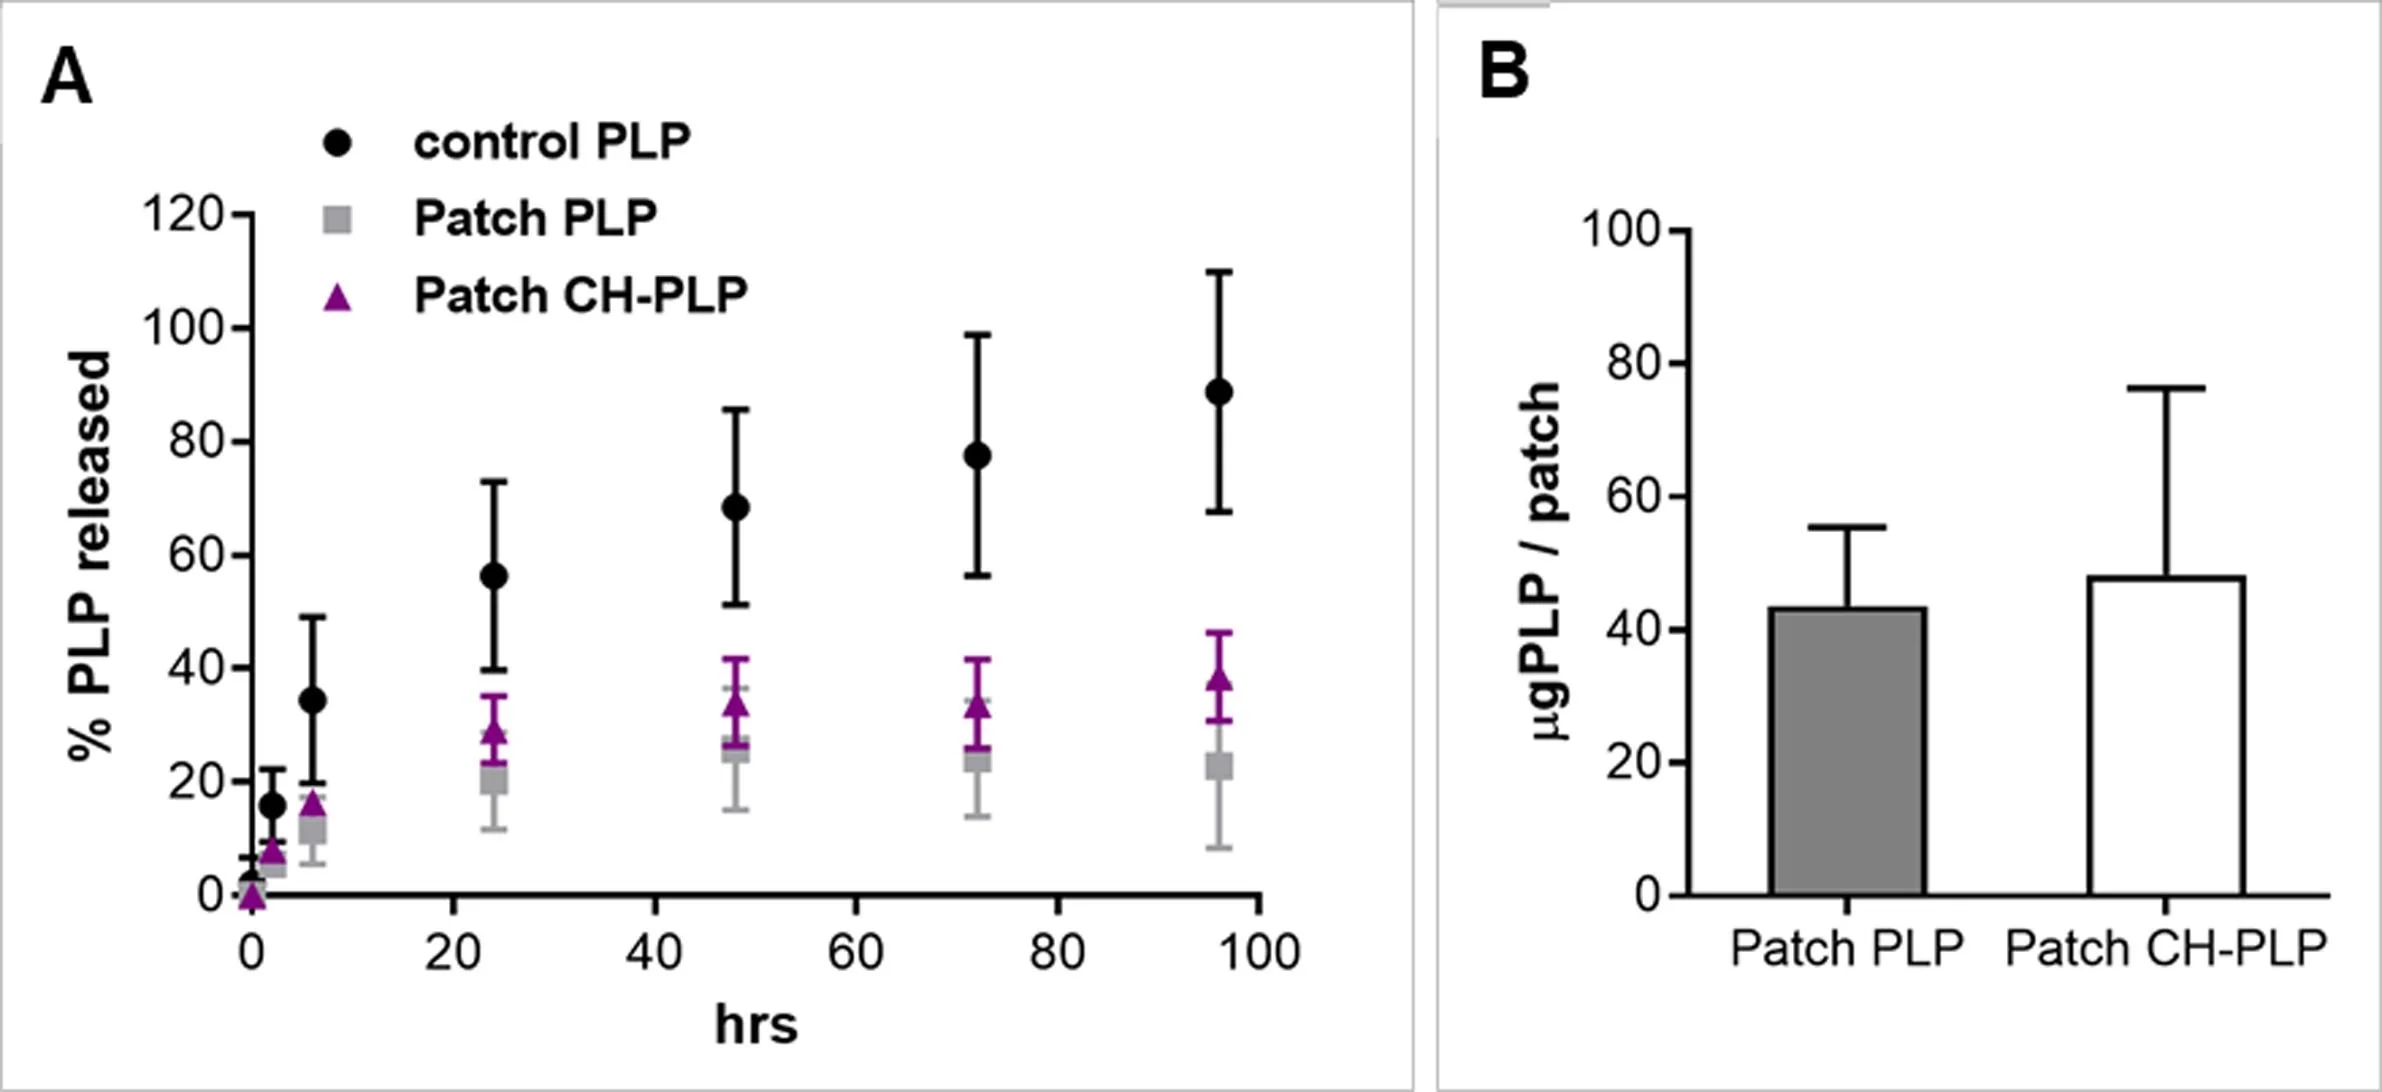 A
control PLP
Patch PLP
Patch CH-PLP
% PLP released
120
100
80
60
40
20
0
0 20 40 60 80 100
hrs
B
µgPLP / patch
100
80
60
40
20
0
Patch PLP Patch CH-PLP